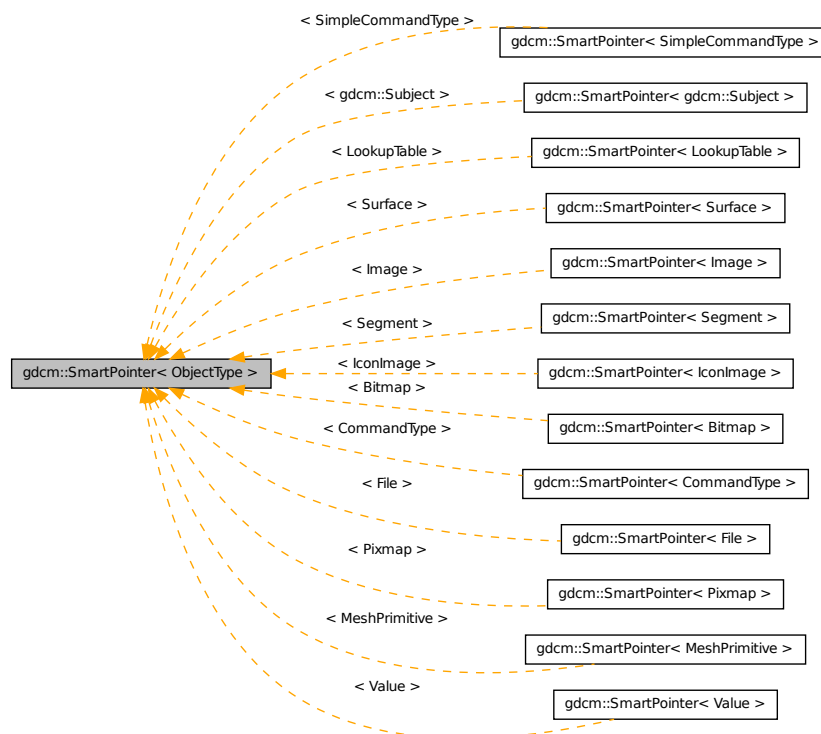 < SimpleCommandType >
gdcm::SmartPointer< SimpleCommandType >
< gdcm::Subject >
gdcm::SmartPointer< gdcm::Subject >
< LookupTable >
gdcm::SmartPointer< LookupTable >
< Surface >
gdcm::SmartPointer< Surface >
< Image >
gdcm::SmartPointer< Image >
< Segment >
gdcm::SmartPointer< Segment >
gdcm::SmartPointer< ObjectType >
< IconImage >
gdcm::SmartPointer< IconImage >
< Bitmap >
gdcm::SmartPointer< Bitmap >
< CommandType >
gdcm::SmartPointer< CommandType >
< File >
gdcm::SmartPointer< File >
< Pixmap >
gdcm::SmartPointer< Pixmap >
< MeshPrimitive >
gdcm::SmartPointer< MeshPrimitive >
< Value >
gdcm::SmartPointer< Value >